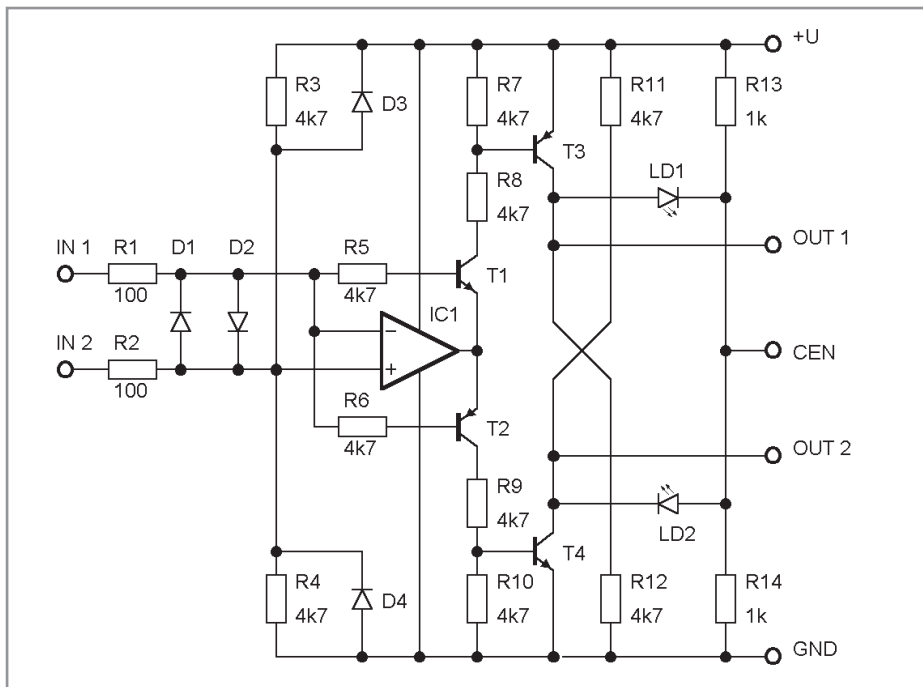 +U
R3
4k7
D3
R7
4k7
R11
4k7
R13
1k
T3
R8
4k7
LD1
IN 1
R1
100
D1
D2
R5
4k7
T1
OUT 1
IC1
IN 2
R2
100
−
+
CEN
R6
4k7
T2
OUT 2
R9
4k7
LD2
T4
R4
4k7
D4
R10
4k7
R12
4k7
R14
1k
GND